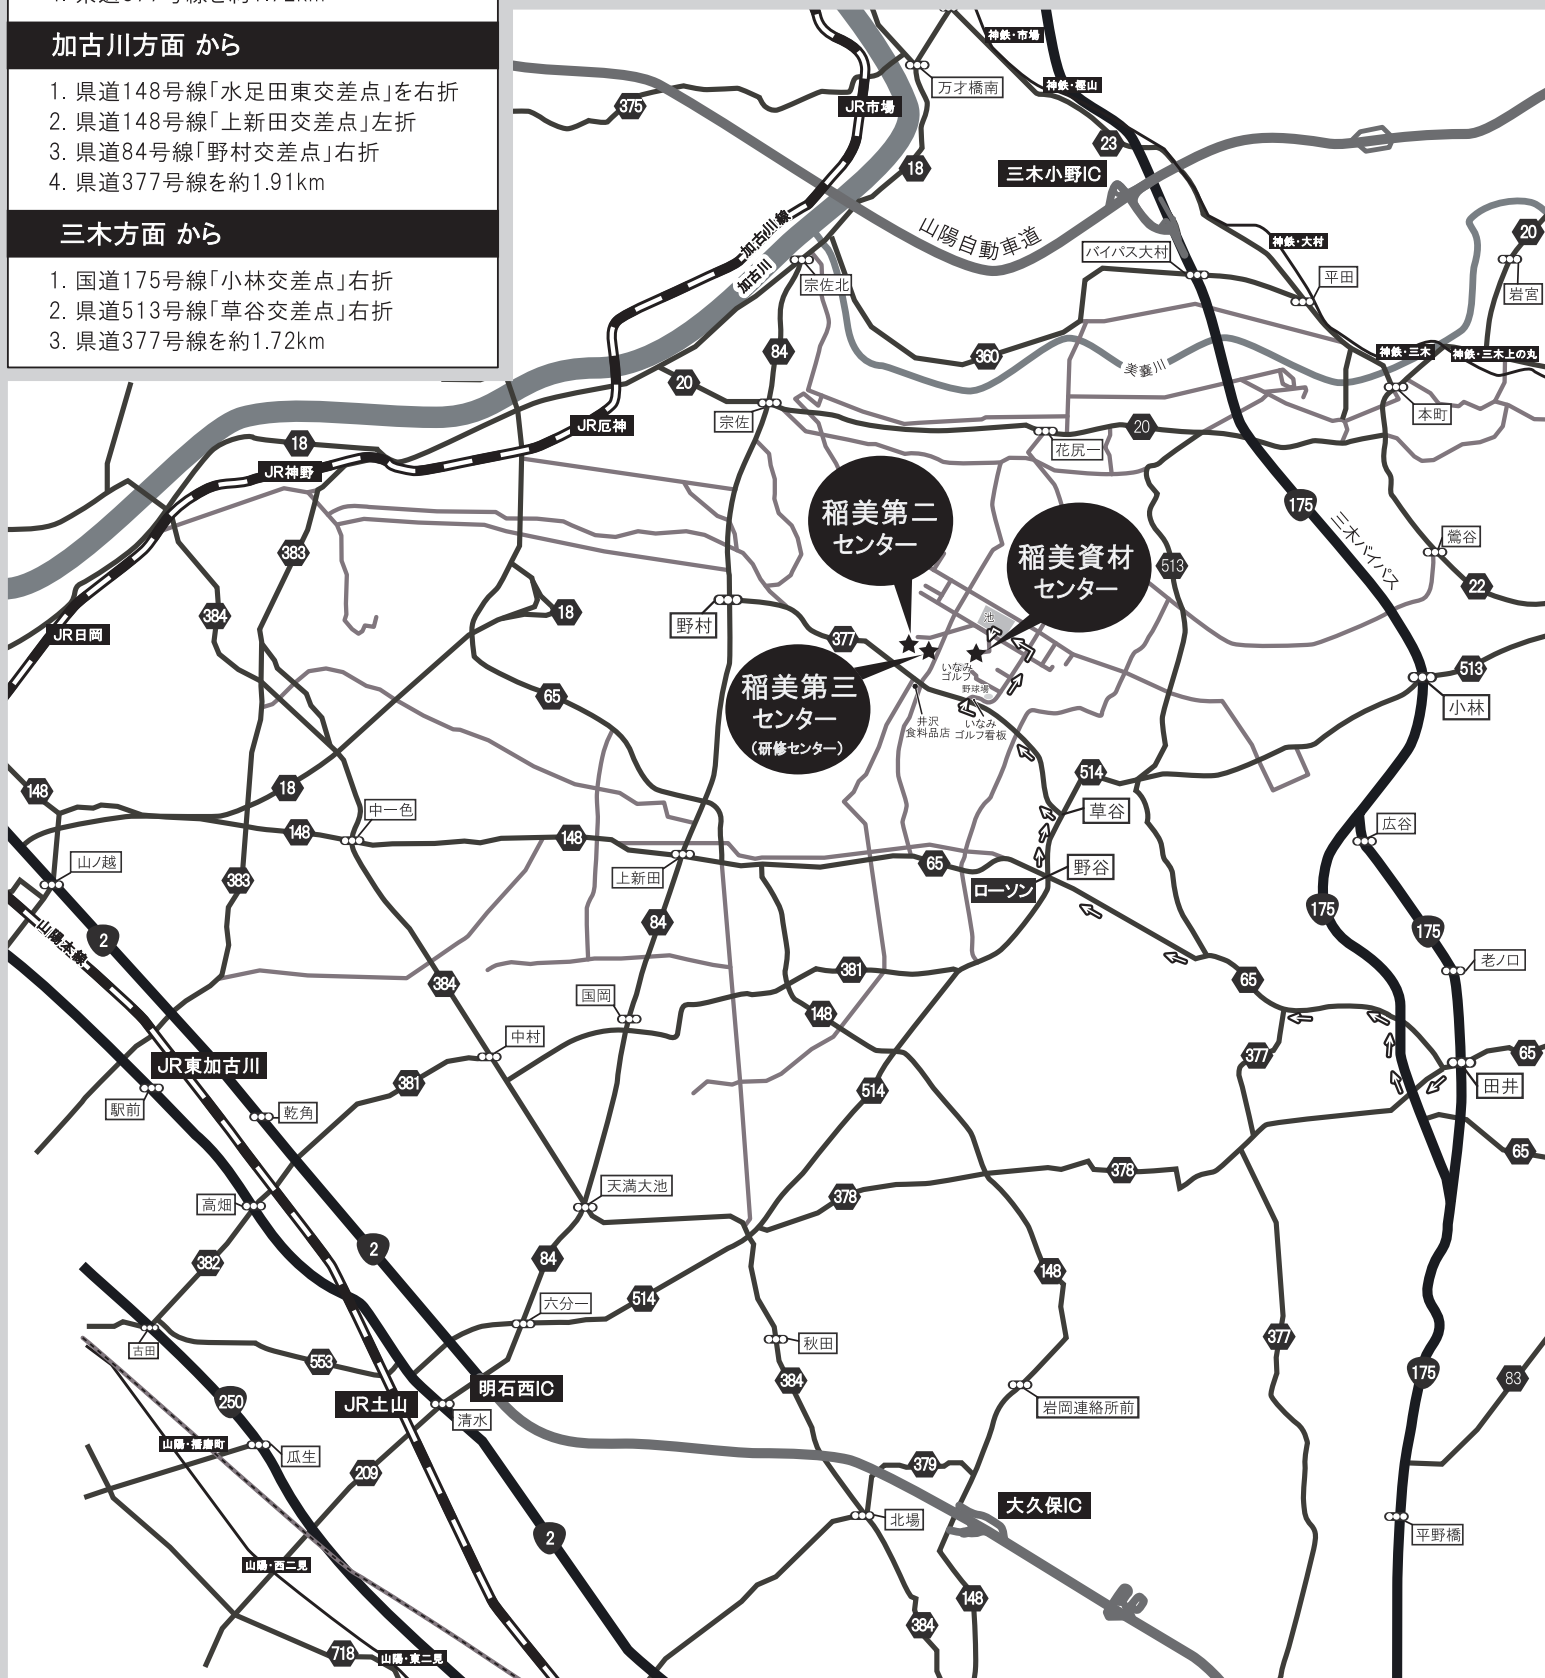 加古川方面 から
1. 県道148号線「水足田東交差点」を右折
2. 県道148号線「上新田交差点」左折
3. 県道84号線「野村交差点」右折
4. 県道377号線を約1.91km
三木方面 から
1. 国道175号線「小林交差点」右折
2. 県道513号線「草谷交差点」右折
3. 県道377号線を約1.72km
神鉄・市場
万才橋南
神鉄・樫山
375
JR市場
23
18
三木小野IC
加古川線
山陽自動車道
20
神鉄・大村
バイパス大村
加古川
宗佐北
平田
岩宮
84
360
美嚢川
神鉄・三木
神鉄・三木上の丸
20
宗佐
本町
JR厄神
20
18
花尻一
JR神野
稲美第二
センター
175
三木バイパス
稲美資材
センター
鶯谷
383
513
22
384
18
池
JR日岡
野村
377
513
いなみ
ゴルフ
野球場
稲美第三
センター
(研修センター)
65
小林
井沢
食料品店
いなみ
ゴルフ看板
514
148
18
中一色
草谷
148
148
広谷
山ノ越
上新田
65
野谷
383
ローソン
175
84
175
2
山陽本線
老ノ口
381
384
65
国岡
148
中村
377
65
JR東加古川
381
田井
514
駅前
乾角
65
378
天満大池
378
高畑
2
84
382
148
514
六分一
377
古田
秋田
553
175
384
83
明石西IC
250
JR土山
岩岡連絡所前
清水
山陽・播磨町
瓜生
379
209
大久保IC
北場
平野橋
2
山陽・西二見
148
384
718
山陽・東二見